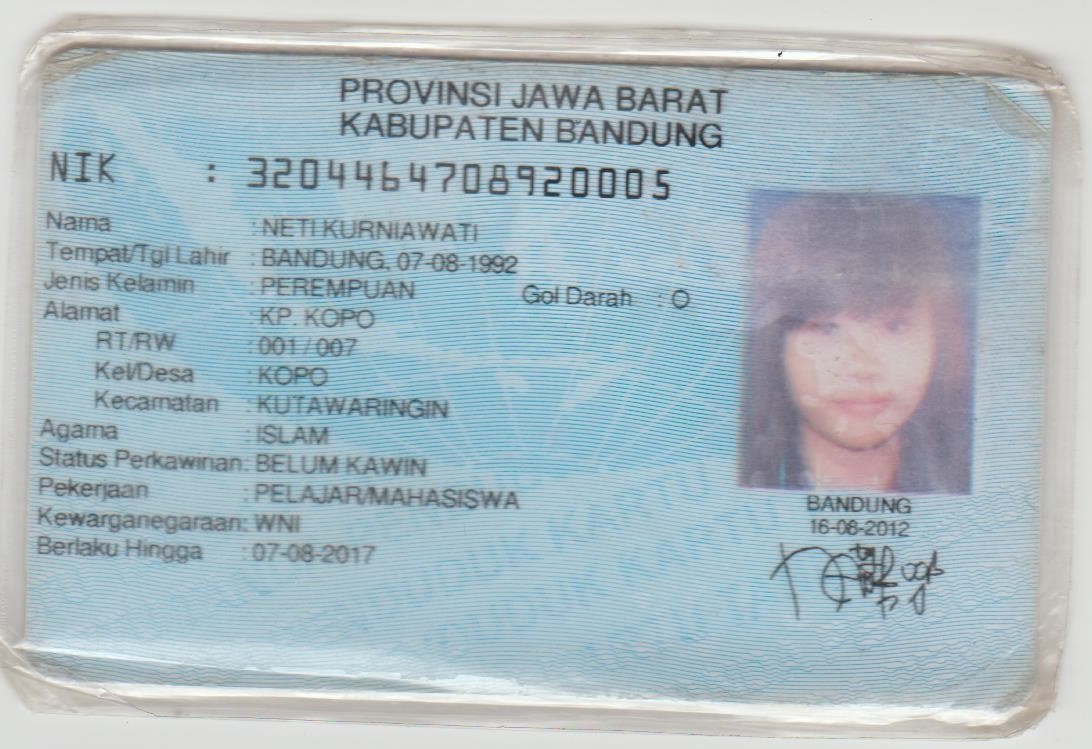 PROVINSI JAWA BARAT
KABUPATEN BANDUNG
NIK : 3204464708920005
Nama : NETI KURNIAWATI
Tempat/Tgl Lahir : BANDUNG, 07-08-1992
Jenis Kelamin : PEREMPUAN Gol Darah : O
Alamat : KP. KOPO
RT/RW : 001 / 007
Kel/Desa : KOPO
Kecamatan : KUTAWARINGIN
Agama : ISLAM
Status Perkawinan: BELUM KAWIN
Pekerjaan : PELAJAR/MAHASISWA
Kewarganegaraan: WNI
Berlaku Hingga : 07-08-2017
BANDUNG
16-08-2012